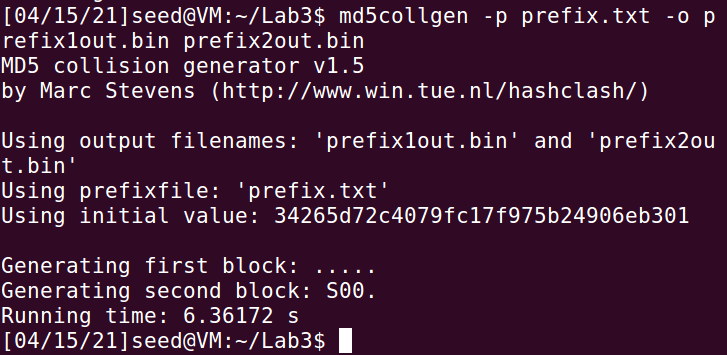 [04/15/21]seed@VM:~/Lab3$ md5collgen -p prefix.txt -o p
refix1out.bin prefix2out.bin
MD5 collision generator v1.5
by Marc Stevens (http://www.win.tue.nl/hashclash/)
Using output filenames: 'prefix1out.bin' and 'prefix2ou
t.bin'
Using prefixfile: 'prefix.txt'
Using initial value: 34265d72c4079fc17f975b24906eb301
Generating first block: .....
Generating second block: S00.
Running time: 6.36172 s
[04/15/21]seed@VM:~/Lab3$